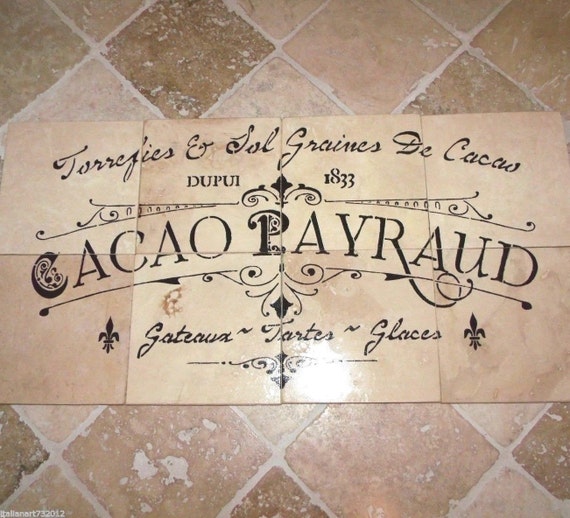 Torrefies & Sol Graines De Cacao
DUPUI 1833
CACAO PAYRAUD
Gateaux ~ Tartes ~ Glaces
italianart732012